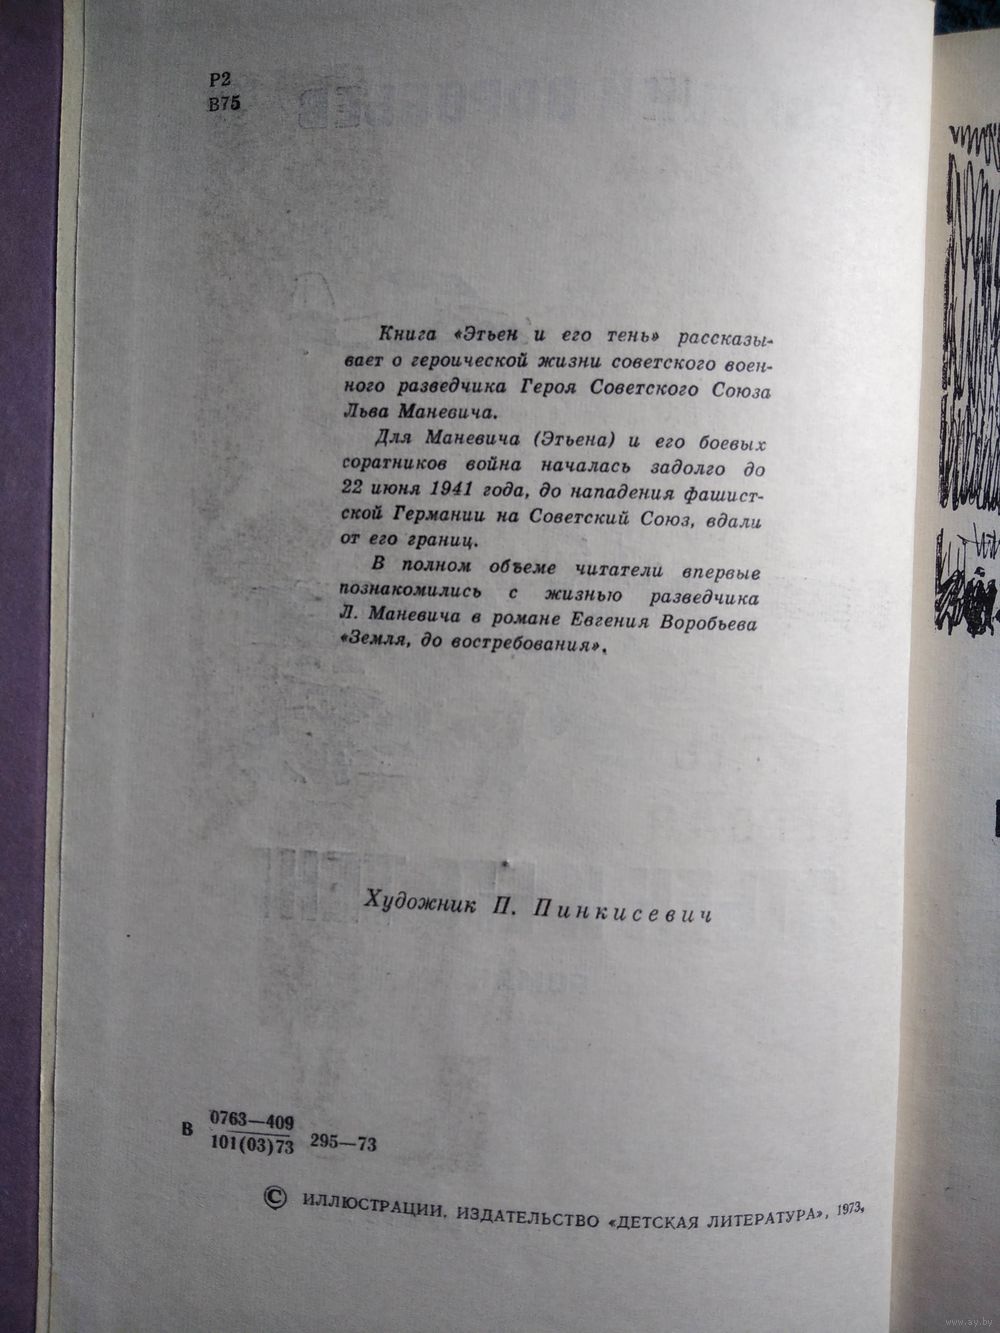 Р2
В75
Книга «Этьен и его тень» рассказы-
вает о героической жизни советского воен-
ного разведчика Героя Советского Союза
Льва Маневича.
Для Маневича (Этьена) и его боевых
соратников война началась задолго до
22 июня 1941 года, до нападения фашист-
ской Германии на Советский Союз, вдали
от его границ.
В полном объеме читатели впервые
познакомились с жизнью разведчика
Л. Маневича в романе Евгения Воробьева
«Земля, до востребования».
Художник П. Пинкисевич
В 0763—409
101(03)73 295—73
© ИЛЛЮСТРАЦИИ. ИЗДАТЕЛЬСТВО «ДЕТСКАЯ ЛИТЕРАТУРА», 1973.
www.ay.by